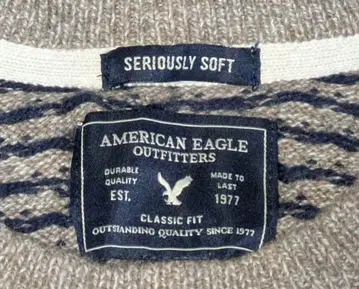 SERIOUSLY SOFT
AMERICAN EAGLE
OUTFITTERS
DURABLE
QUALITY
EST.
MADE TO
LAST
1977
CLASSIC FIT
OUTSTANDING QUALITY SINCE 1977